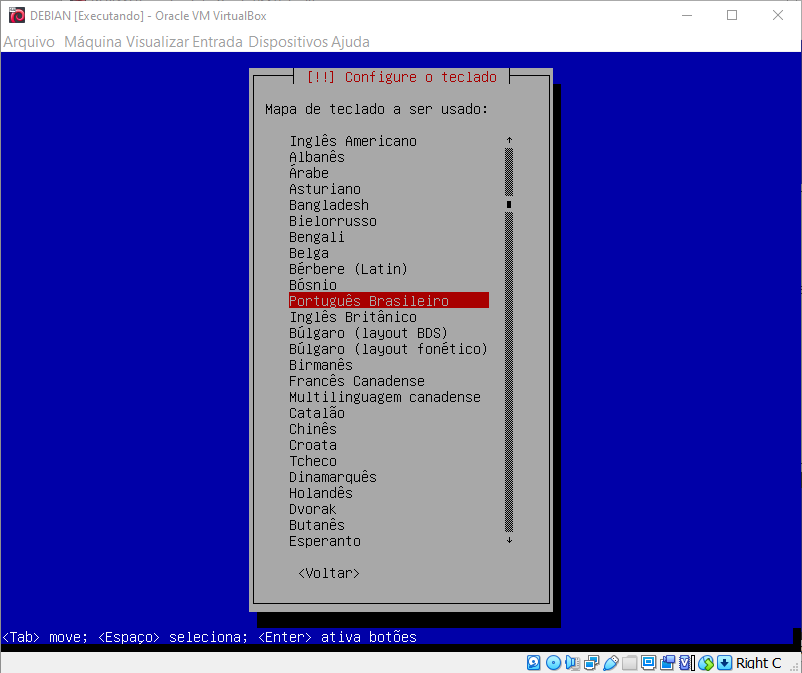 DEBIAN [Executando] - Oracle VM VirtualBox
Arquivo Máquina Visualizar Entrada Dispositivos Ajuda
[!!] Configure o teclado
Mapa de teclado a ser usado:
Inglês Americano
Albanês
Árabe
Asturiano
Bangladesh
Bielorrusso
Bengali
Belga
Bérbere (Latin)
Bósnio
Português Brasileiro
Inglês Britânico
Búlgaro (layout BDS)
Búlgaro (layout fonético)
Birmanês
Francês Canadense
Multilinguagem canadense
Catalão
Chinês
Croata
Tcheco
Dinamarquês
Holandês
Dvorak
Butanês
Esperanto
<Voltar>
<Tab> move; <Espaço> seleciona; <Enter> ativa botões
Right C